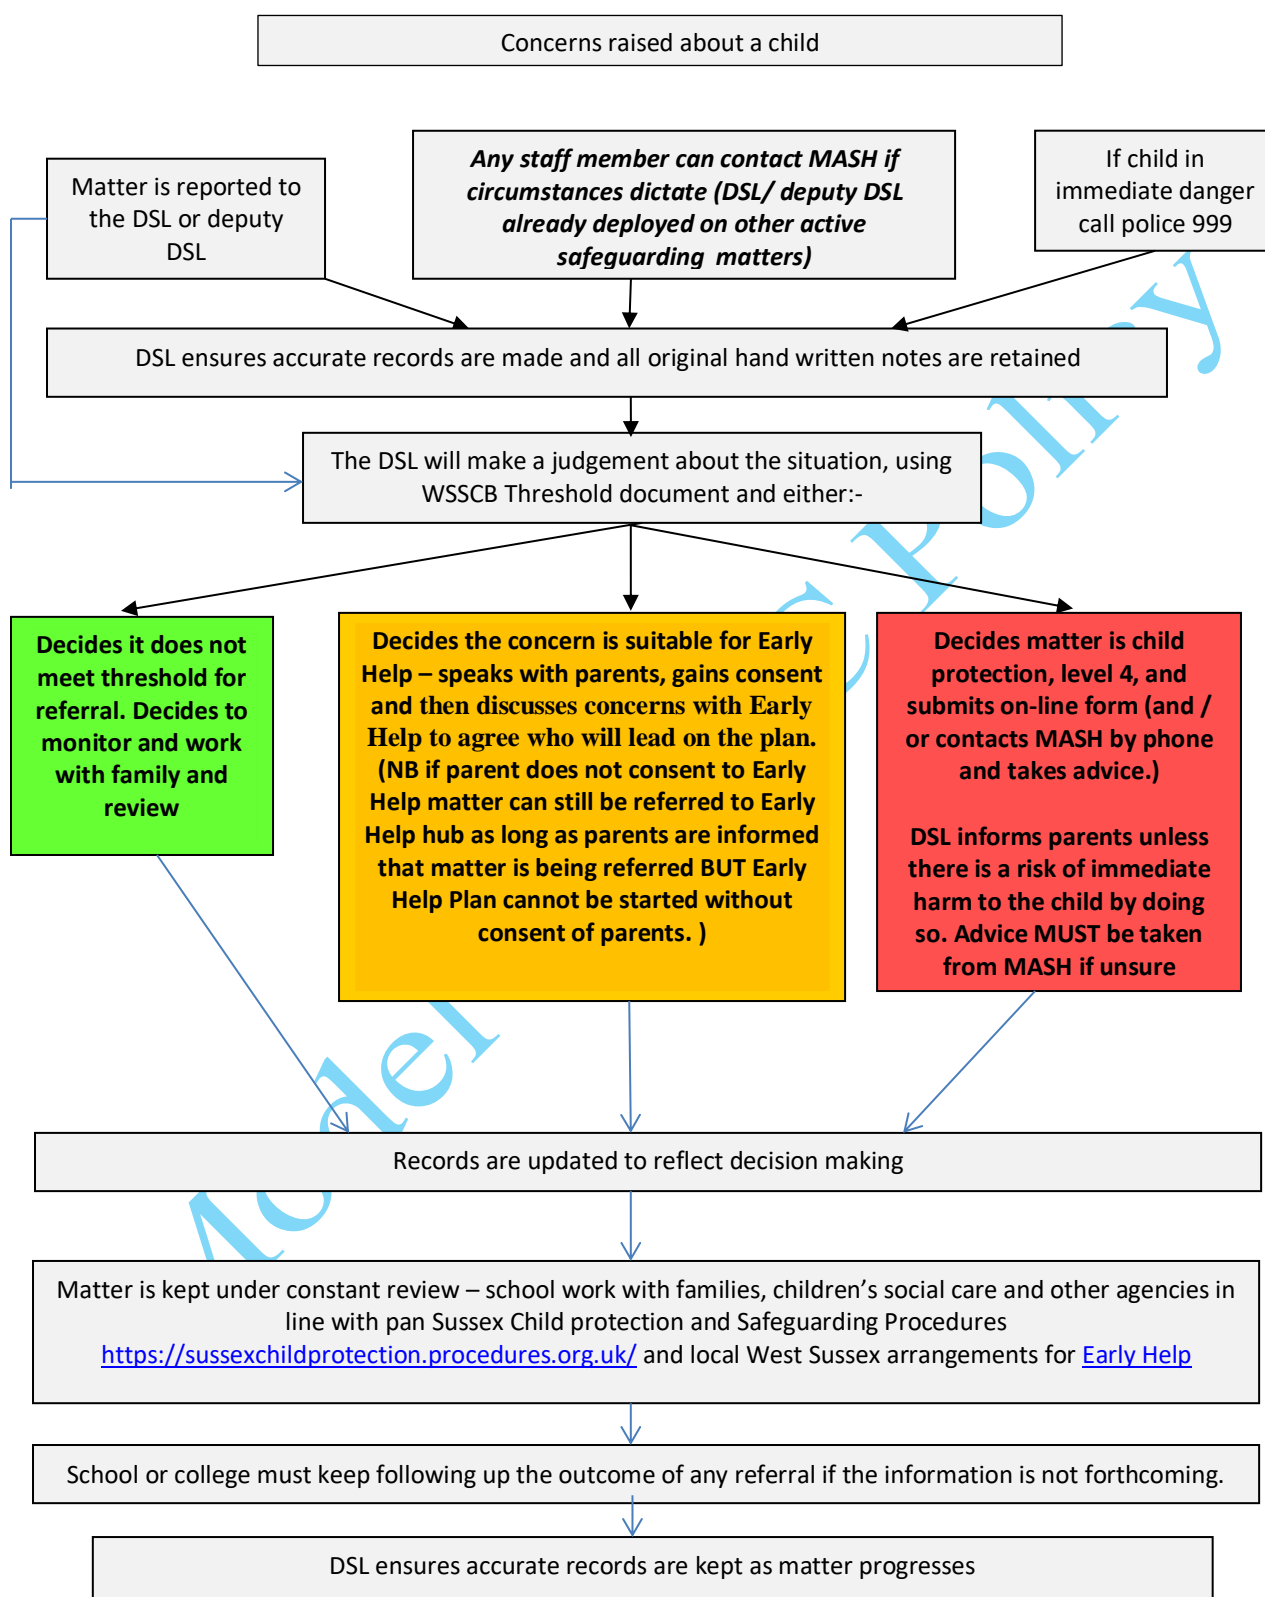 Concerns raised about a child
Matter is reported to
the DSL or deputy
DSL
Any staff member can contact MASH if
circumstances dictate (DSL/ deputy DSL
already deployed on other active
safeguarding matters)
If child in
immediate danger
call police 999
DSL ensures accurate records are made and all original hand written notes are retained
The DSL will make a judgement about the situation, using
WSSCB Threshold document and either:-
Decides it does not
meet threshold for
referral. Decides to
monitor and work
with family and
review
Decides the concern is suitable for Early
Help – speaks with parents, gains consent
and then discusses concerns with Early
Help to agree who will lead on the plan.
(NB if parent does not consent to Early
Help matter can still be referred to Early
Help hub as long as parents are informed
that matter is being referred BUT Early
Help Plan cannot be started without
consent of parents. )
Decides matter is child
protection, level 4, and
submits on-line form (and /
or contacts MASH by phone
and takes advice.)
DSL informs parents unless
there is a risk of immediate
harm to the child by doing
so. Advice MUST be taken
from MASH if unsure
Records are updated to reflect decision making
Matter is kept under constant review – school work with families, children’s social care and other agencies in
line with pan Sussex Child protection and Safeguarding Procedures
https://sussexchildprotection.procedures.org.uk/ and local West Sussex arrangements for Early Help
School or college must keep following up the outcome of any referral if the information is not forthcoming.
DSL ensures accurate records are kept as matter progresses
Model C Policy